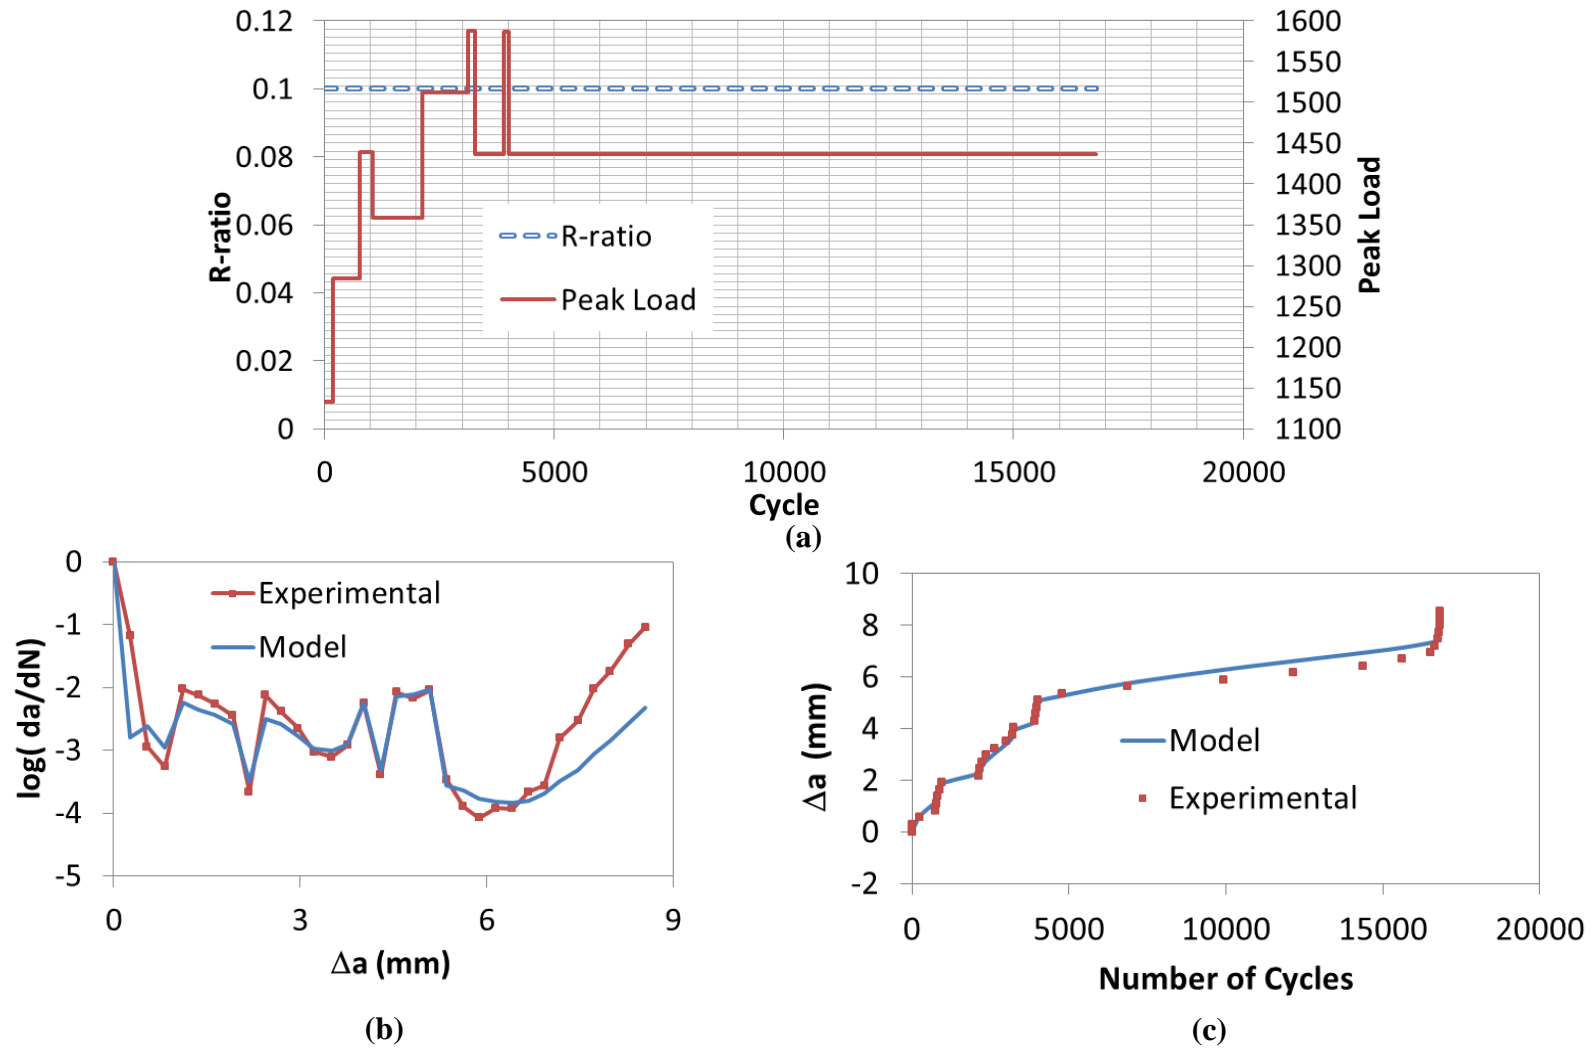 0.12
0.1
0.08
0.06
0.04
0.02
0
R-ratio
1600
1550
1500
1450
1400
1350
1300
1250
1200
1150
1100
Peak Load
R-ratio
Peak Load
0 5000 10000 15000 20000
Cycle
(a)
0
-1
-2
-3
-4
-5
log( da/dN)
Experimental
Model
0 3 6 9
Δa (mm)
(b)
10
8
6
4
2
0
-2
Δa (mm)
Model
Experimental
0 5000 10000 15000 20000
Number of Cycles
(c)